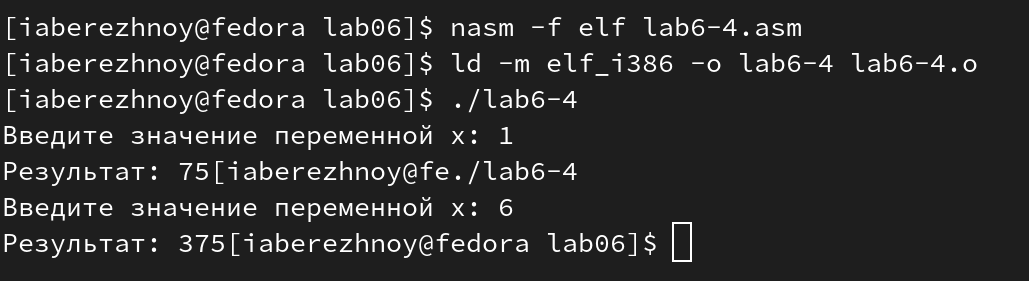 [iaberezhnoy@fedora lab06]$ nasm -f elf lab6-4.asm
[iaberezhnoy@fedora lab06]$ ld -m elf_i386 -o lab6-4 lab6-4.o
[iaberezhnoy@fedora lab06]$ ./lab6-4
Введите значение переменной x: 1
Результат: 75[iaberezhnoy@fe./lab6-4
Введите значение переменной x: 6
Результат: 375[iaberezhnoy@fedora lab06]$